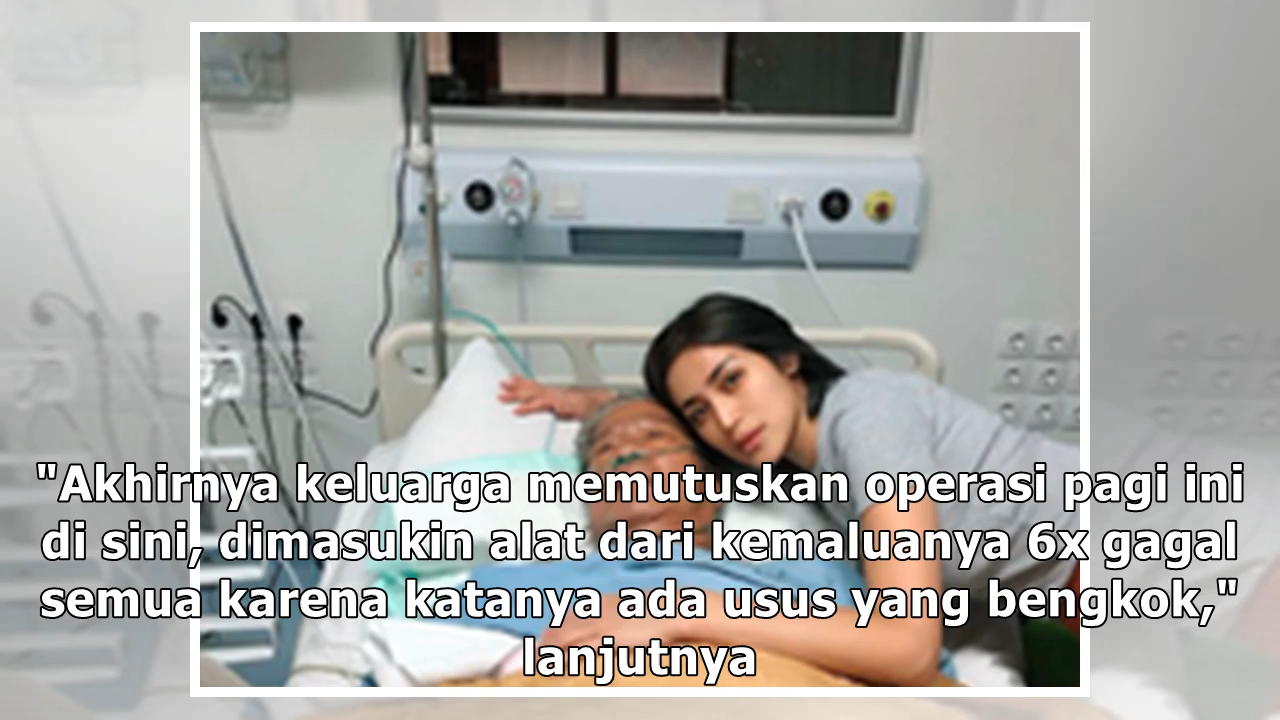 "Akhirnya keluarga memutuskan operasi pagi ini
di sini, dimasukin alat dari kemaluanya 6x gagal
semua karena katanya ada usus yang bengkok,"
lanjutnya